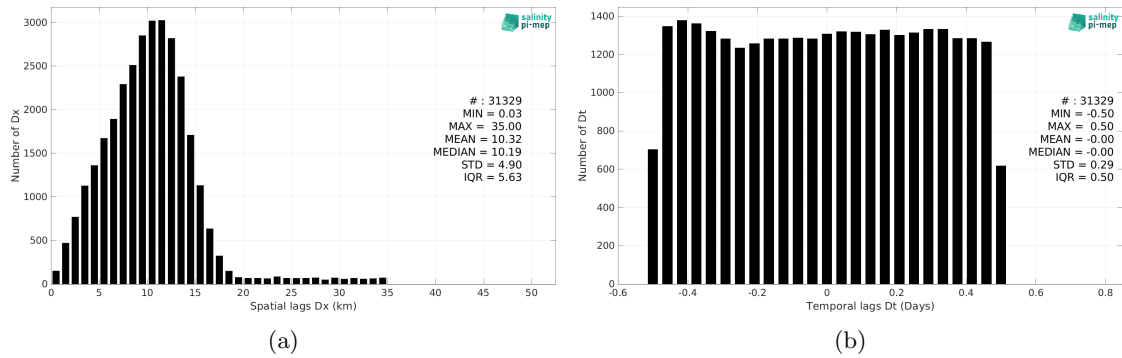 3000
2500
2000
1500
1000
500
0
Number of Dx
salinity
pi-mep
# : 31329
MIN = 0.03
MAX = 35.00
MEAN = 10.32
MEDIAN = 10.19
STD = 4.90
IQR = 5.63
0 5 10 15 20 25 30 35 40 45 50
Spatial lags Dx (km)
(a)
1400
1200
1000
800
600
400
200
0
Number of Dt
salinity
pi-mep
# : 31329
MIN = -0.50
MAX = 0.50
MEAN = -0.00
MEDIAN = -0.00
STD = 0.29
IQR = 0.50
-0.6 -0.4 -0.2 0 0.2 0.4 0.6 0.8
Temporal lags Dt (Days)
(b)